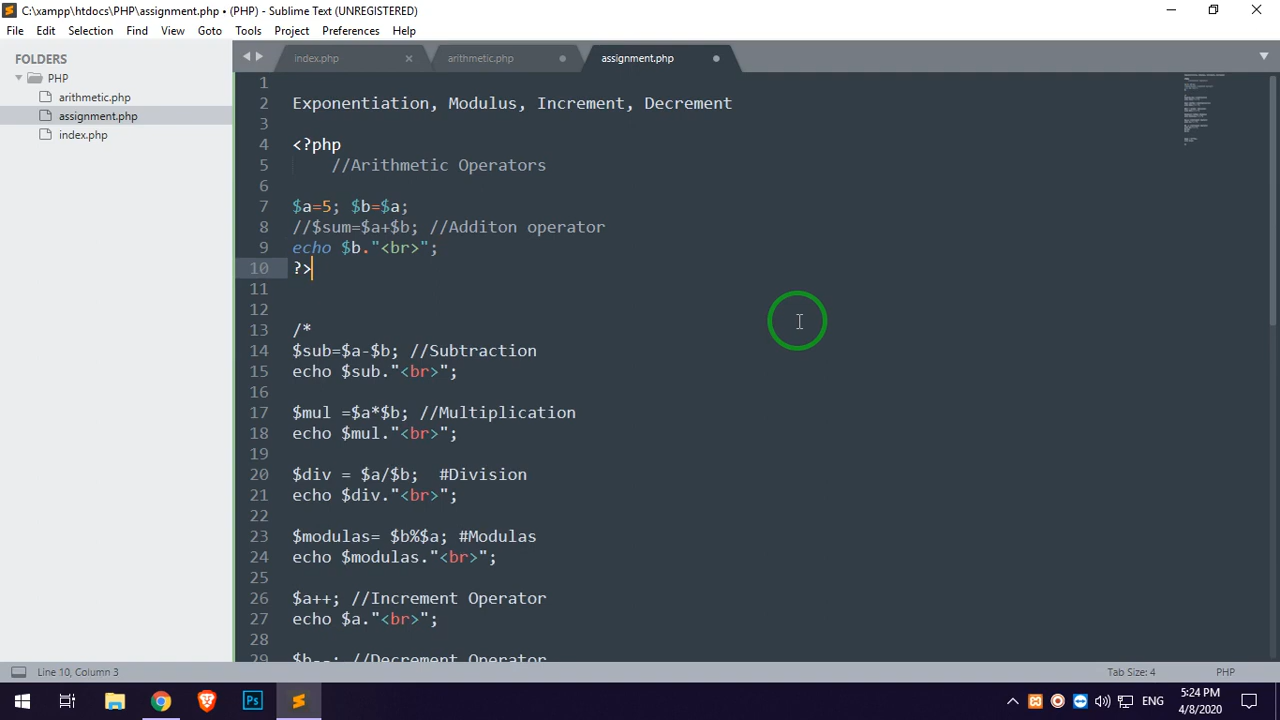 C:\xampp\htdocs\PHP\assignment.php • (PHP) - Sublime Text (UNREGISTERED)
File Edit Selection Find View Goto Tools Project Preferences Help
FOLDERS
PHP
arithmetic.php
assignment.php
index.php
index.php × arithmetic.php assignment.php
1
2 Exponentiation, Modulus, Increment, Decrement
3
4 <?php
5 //Arithmetic Operators
6
7 $a=5; $b=$a;
8 //$sum=$a+$b; //Additon operator
9 echo $b."<br>";
10 ?>
11
12
13 /*
14 $sub=$a-$b; //Subtraction
15 echo $sub."<br>";
16
17 $mul =$a*$b; //Multiplication
18 echo $mul."<br>";
19
20 $div = $a/$b;  #Division
21 echo $div."<br>";
22
23 $modulas= $b%$a; #Modulas
24 echo $modulas."<br>";
25
26 $a++; //Increment Operator
27 echo $a."<br>";
28
29 $b--; //Decrement Operator
Line 10, Column 3 Tab Size: 4 PHP
Ps ENG 5:24 PM
4/8/2020